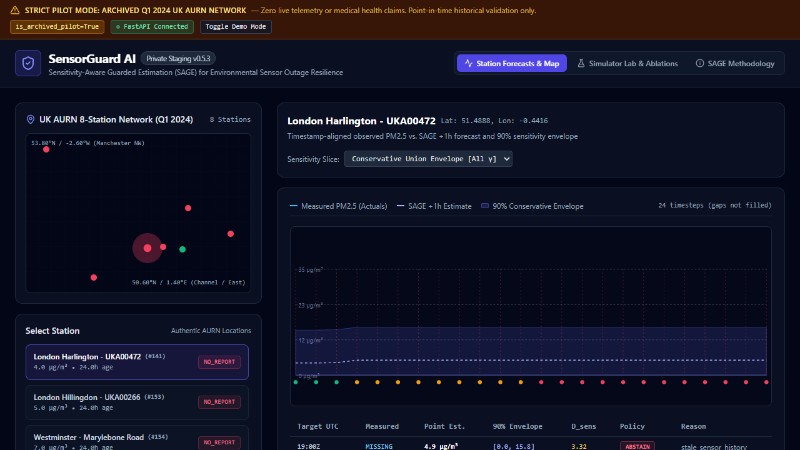 STRICT PILOT MODE: ARCHIVED Q1 2024 UK AURN NETWORK — Zero live telemetry or medical health claims. Point-in-time historical validation only.
is_archived_pilot=True
FastAPI Connected
Toggle Demo Mode
SensorGuard AI
Private Staging v0.5.3
Sensitivity-Aware Guarded Estimation (SAGE) for Environmental Sensor Outage Resilience
Station Forecasts & Map
Simulator Lab & Ablations
SAGE Methodology
UK AURN 8-Station Network (Q1 2024)
8 Stations
53.80°N / -2.60°W (Manchester NW)
50.60°N / 1.40°E (Channel / East)
Select Station
Authentic AURN Locations
London Harlington - UKA00472 (#141)
4.0 μg/m³ • 24.0h age
NO_REPORT
London Hillington - UKA00266 (#153)
5.0 μg/m³ • 24.0h age
NO_REPORT
Westminster - Marylebone Road (#154)
7.0 μg/m³ • 24.0h age
NO_REPORT
London Harlington - UKA00472 Lat: 51.4888, Lon: -0.4416
Timestamp-aligned observed PM2.5 vs. SAGE +1h forecast and 90% sensitivity envelope
Sensitivity Slice:
Conservative Union Envelope [All γ]
Measured PM2.5 (Actuals)
SAGE +1h Estimate
90% Conservative Envelope
24 timesteps (gaps not filled)
35 μg/m³
23 μg/m³
12 μg/m³
0 μg/m³
Target UTC
Measured
Point Est.
90% Envelope
D_sens
Policy
Reason
19:00Z
MISSING
4.9 μg/m³
[0.0, 15.8]
3.32
ABSTAIN
stale_sensor_history